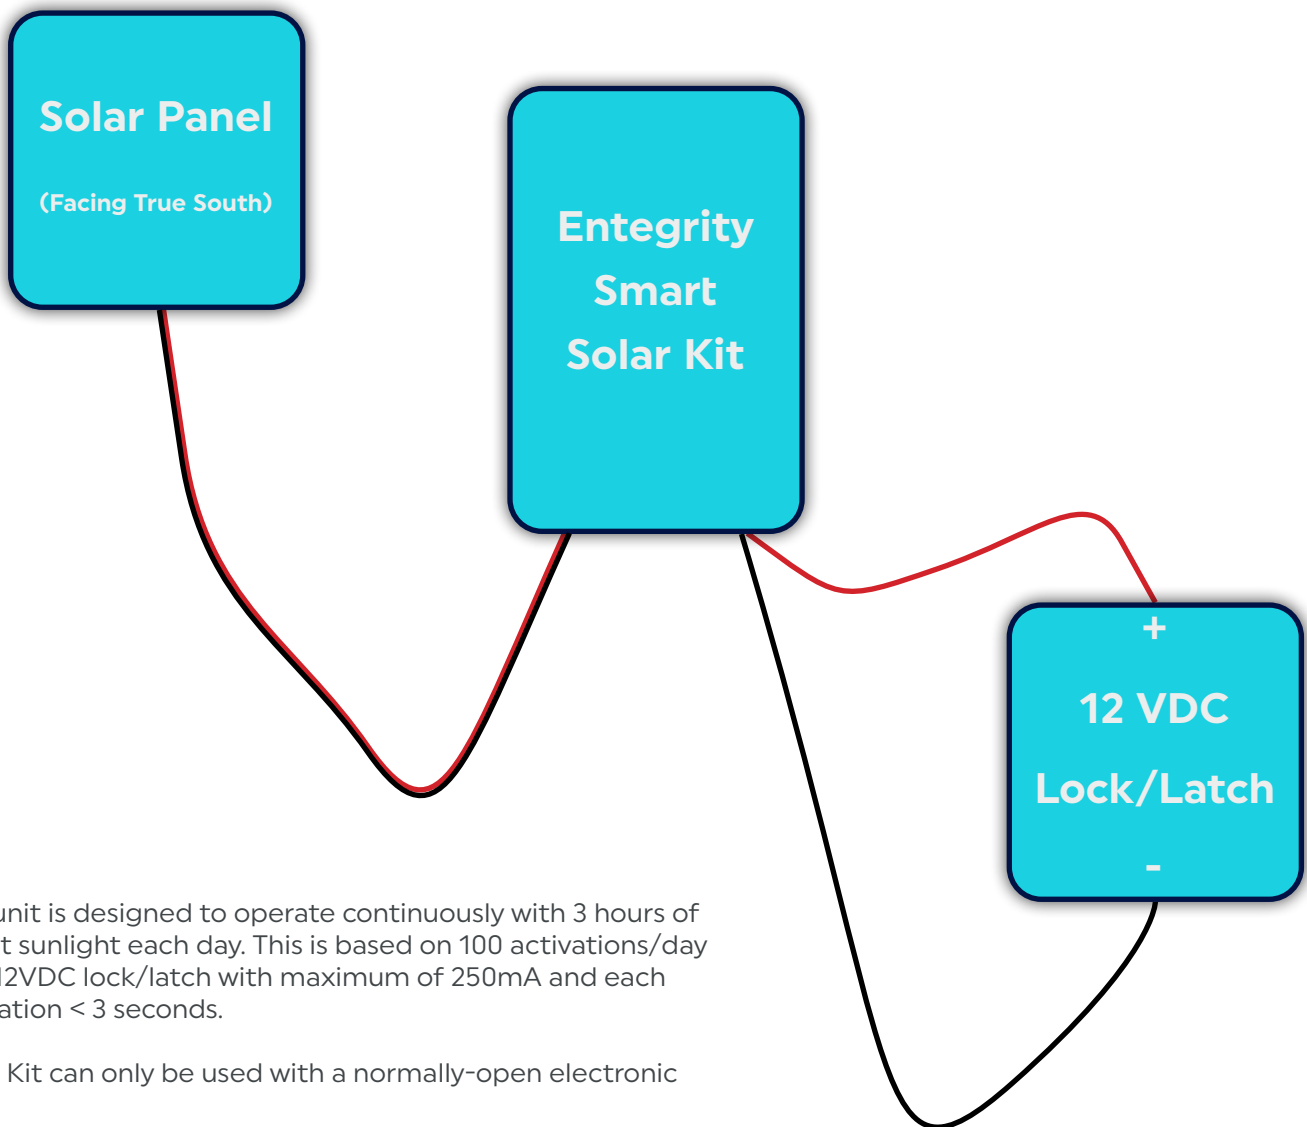 Solar Panel
(Facing True South)
Entegrity
Smart
Solar Kit
+
12 VDC
Lock/Latch
-
unit is designed to operate continuously with 3 hours of
t sunlight each day. This is based on 100 activations/day
12VDC lock/latch with maximum of 250mA and each
ation < 3 seconds.
Kit can only be used with a normally-open electronic